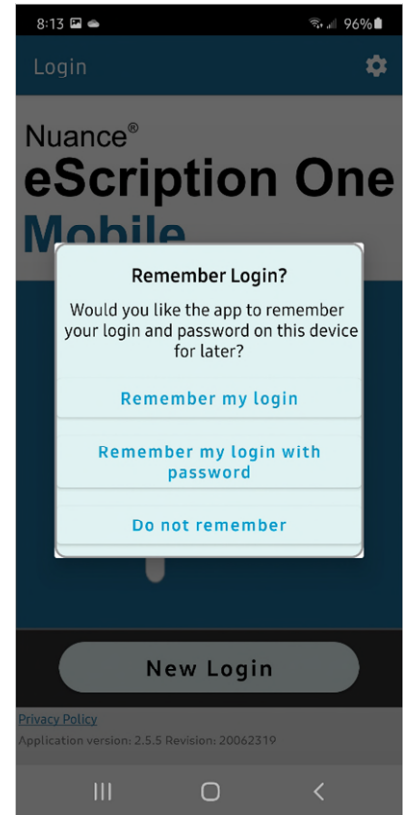 8:13 96%
Login
Nuance®
eScription One
Mobile
Remember Login?
Would you like the app to remember
your login and password on this device
for later?
Remember my login
Remember my login with
password
Do not remember
New Login
Privacy Policy
Application version: 2.5.5 Revision: 20062319